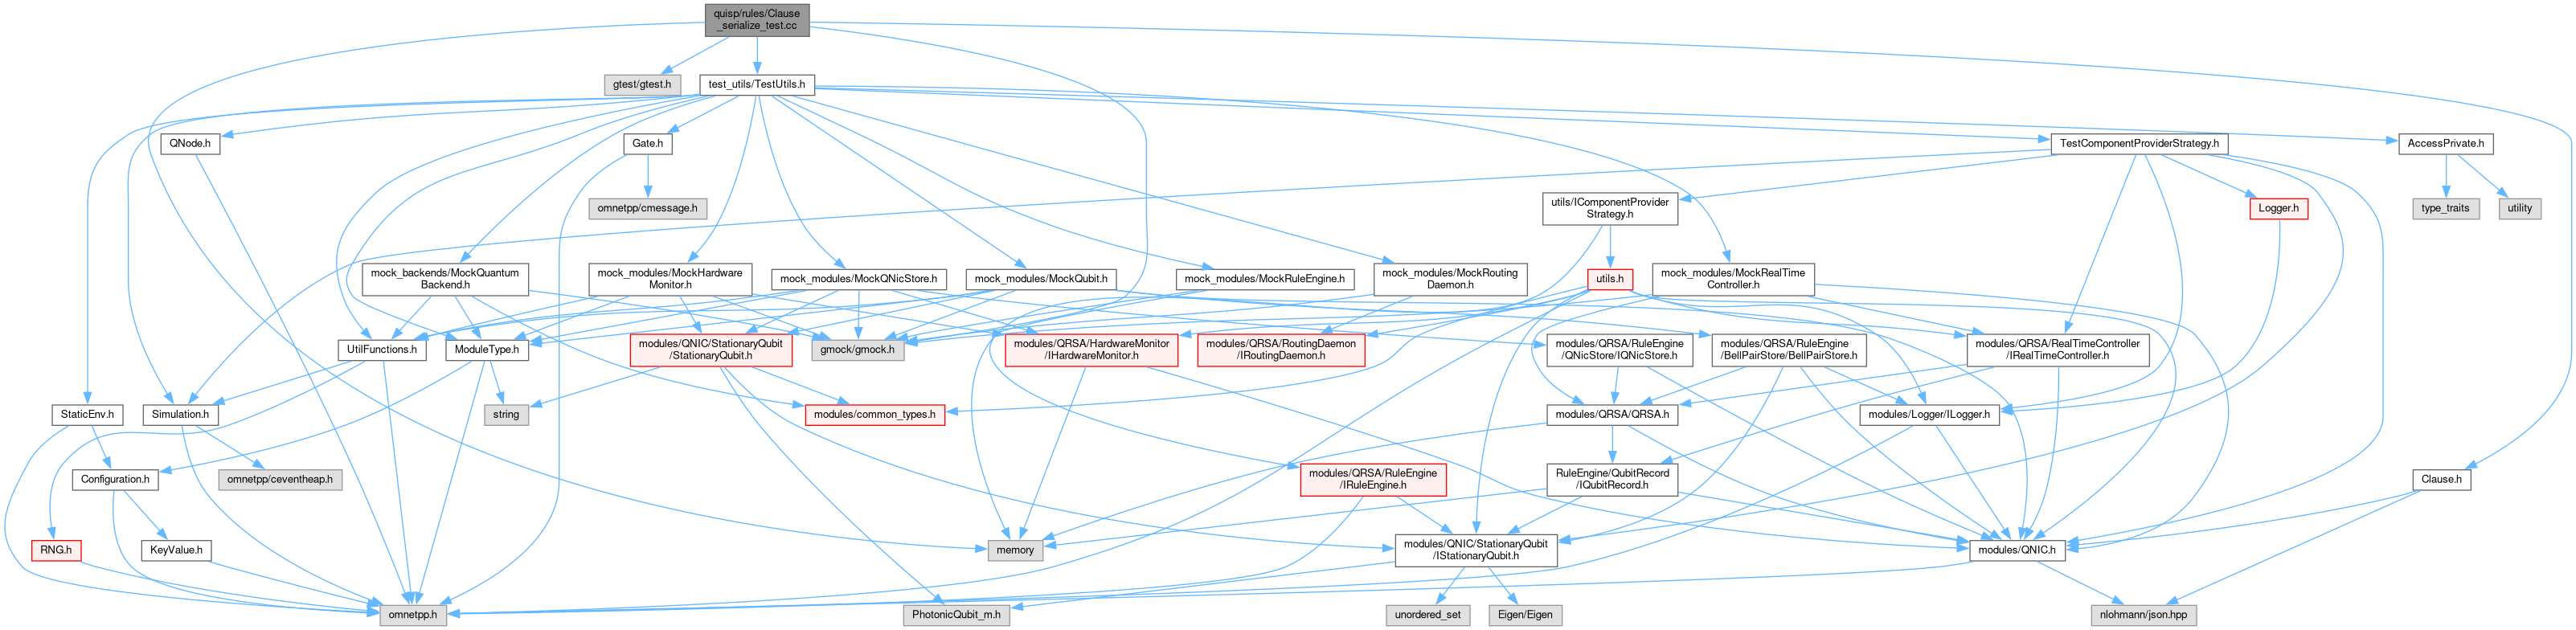 quisp/rules/Clause
_serialize_test.cc
gtest/gtest.h
test_utils/TestUtils.h
QNode.h
Gate.h
TestComponentProviderStrategy.h
AccessPrivate.h
omnetpp/cmessage.h
utils/IComponentProvider
Strategy.h
Logger.h
type_traits
utility
mock_backends/MockQuantum
Backend.h
mock_modules/MockHardware
Monitor.h
mock_modules/MockQNicStore.h
mock_modules/MockQubit.h
mock_modules/MockRuleEngine.h
mock_modules/MockRouting
Daemon.h
utils.h
mock_modules/MockRealTime
Controller.h
UtilFunctions.h
ModuleType.h
modules/QNIC/StationaryQubit
/StationaryQubit.h
gmock/gmock.h
modules/QRSA/HardwareMonitor
/IHardwareMonitor.h
modules/QRSA/RoutingDaemon
/IRoutingDaemon.h
modules/QRSA/RuleEngine
/QNicStore/IQNicStore.h
modules/QRSA/RuleEngine
/BellPairStore/BellPairStore.h
modules/QRSA/RealTimeController
/IRealTimeController.h
StaticEnv.h
Simulation.h
string
modules/common_types.h
modules/QRSA/QRSA.h
modules/Logger/ILogger.h
Configuration.h
omnetpp/ceventheap.h
modules/QRSA/RuleEngine
/IRuleEngine.h
RuleEngine/QubitRecord
/IQubitRecord.h
Clause.h
RNG.h
KeyValue.h
memory
modules/QNIC/StationaryQubit
/IStationaryQubit.h
modules/QNIC.h
omnetpp.h
PhotonicQubit_m.h
unordered_set
Eigen/Eigen
nlohmann/json.hpp